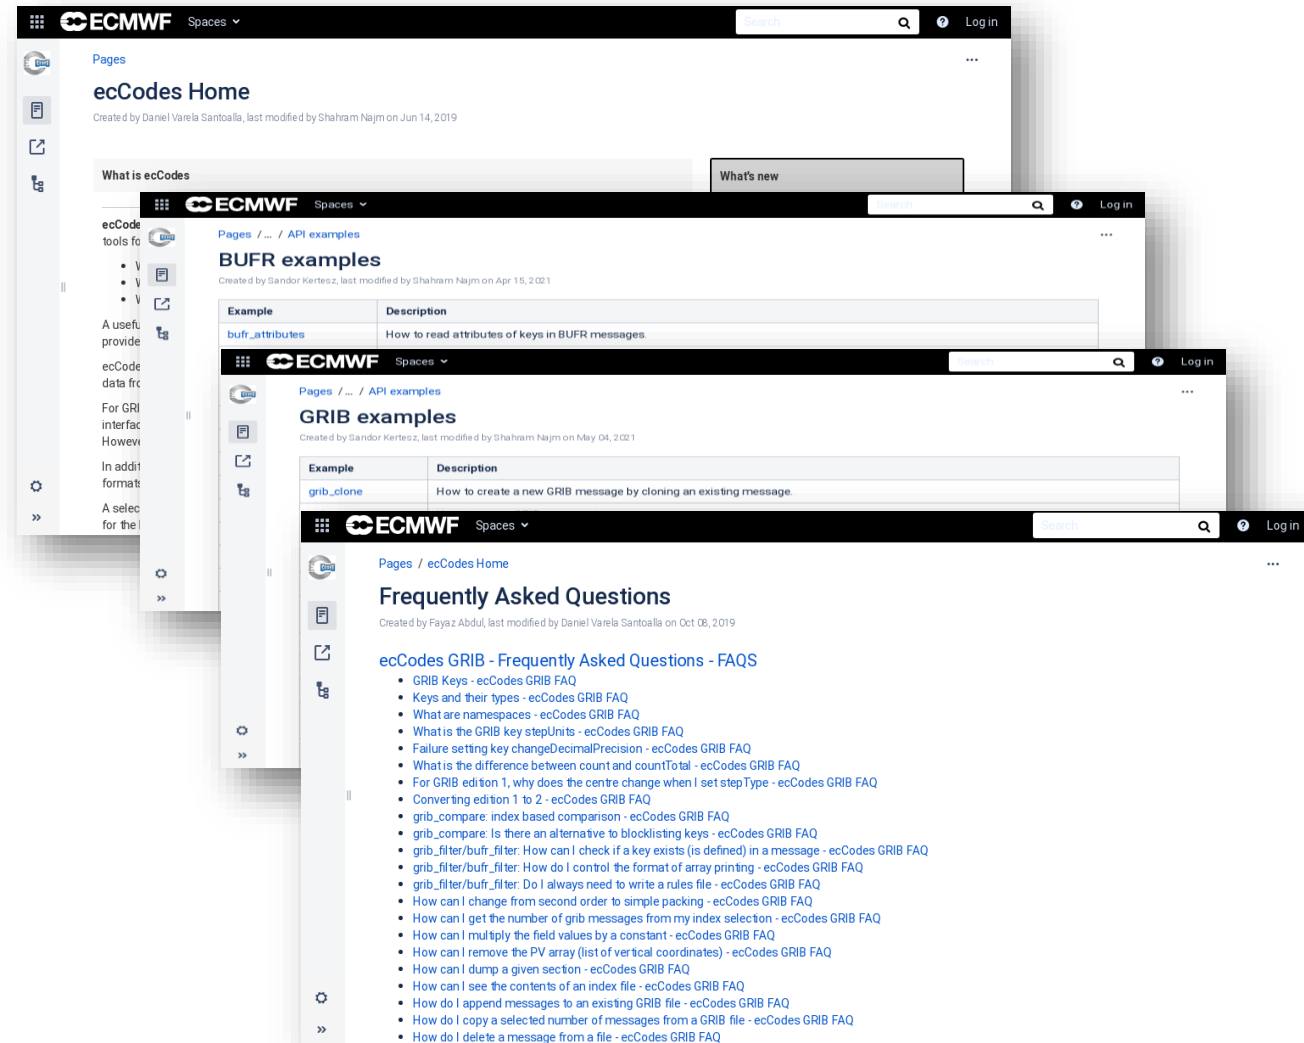 ECMWF Spaces Search Log in
Pages
ecCodes Home
Created by Daniel Varela Santoalla, last modified by Shahram Najm on Jun 14, 2019
What is ecCodes
What's new
tools
A
ecCode
data
For
However
In
formats
A
for the
ECMWF Spaces Search Log in
Pages /... / API examples
BUFR examples
Created by Sandor Kertesz, last modified by Shahram Najm on Apr 15, 2021
Example Description
bufr_attributes How to read attributes of keys in BUFR messages.
ECMWF Spaces Search Log in
Pages /... / API examples
GRIB examples
Created by Sandor Kertesz, last modified by Shahram Najm on May 04, 2021
Example Description
grib_clone How to create a new GRIB message by cloning an existing message.
ECMWF Spaces Search Log in
Pages / ecCodes Home
Frequently Asked Questions
Created by Fayaz Abdul, last modified by Daniel Varela Santoalla on Oct 08, 2019
ecCodes GRIB - Frequently Asked Questions - FAQS
GRIB Keys - ecCodes GRIB FAQ
Keys and their types - ecCodes GRIB FAQ
What are namespaces - ecCodes GRIB FAQ
What is the GRIB key stepUnits - ecCodes GRIB FAQ
Failure setting key changeDecimalPrecision - ecCodes GRIB FAQ
What is the difference between count and countTotal - ecCodes GRIB FAQ
For GRIB edition 1, why does the centre change when I set stepType - ecCodes GRIB FAQ
Converting edition 1 to 2 - ecCodes GRIB FAQ
grib_compare: index based comparison - ecCodes GRIB FAQ
grib_compare: Is there an alternative to blocklisting keys - ecCodes GRIB FAQ
grib_filter/bufr_filter: How can I check if a key exists (is defined) in a message - ecCodes GRIB FAQ
grib_filter/bufr_filter: How do I control the format of array printing - ecCodes GRIB FAQ
grib_filter/bufr_filter: Do I always need to write a rules file - ecCodes GRIB FAQ
How can I change from second order to simple packing - ecCodes GRIB FAQ
How can I get the number of grib messages from my index selection - ecCodes GRIB FAQ
How can I multiply the field values by a constant - ecCodes GRIB FAQ
How can I remove the PV array (list of vertical coordinates) - ecCodes GRIB FAQ
How can I dump a given section - ecCodes GRIB FAQ
How can I see the contents of an index file - ecCodes GRIB FAQ
How do I append messages to an existing GRIB file - ecCodes GRIB FAQ
How do I copy a selected number of messages from a GRIB file - ecCodes GRIB FAQ
How do I delete a message from a file - ecCodes GRIB FAQ